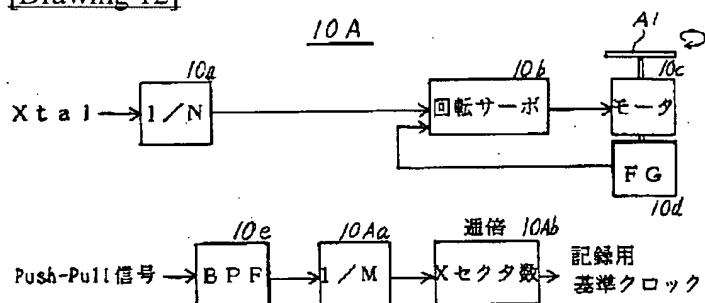 [Drawing 12]
10A
A1
10a
10b
10c
Xtal
1/N
回転サーボ
モータ
FG
10d
10e
10Aa
逓倍 10Ab
Push-Pull信号
BPF
1/M
Xセクタ数
記録用
基準クロック